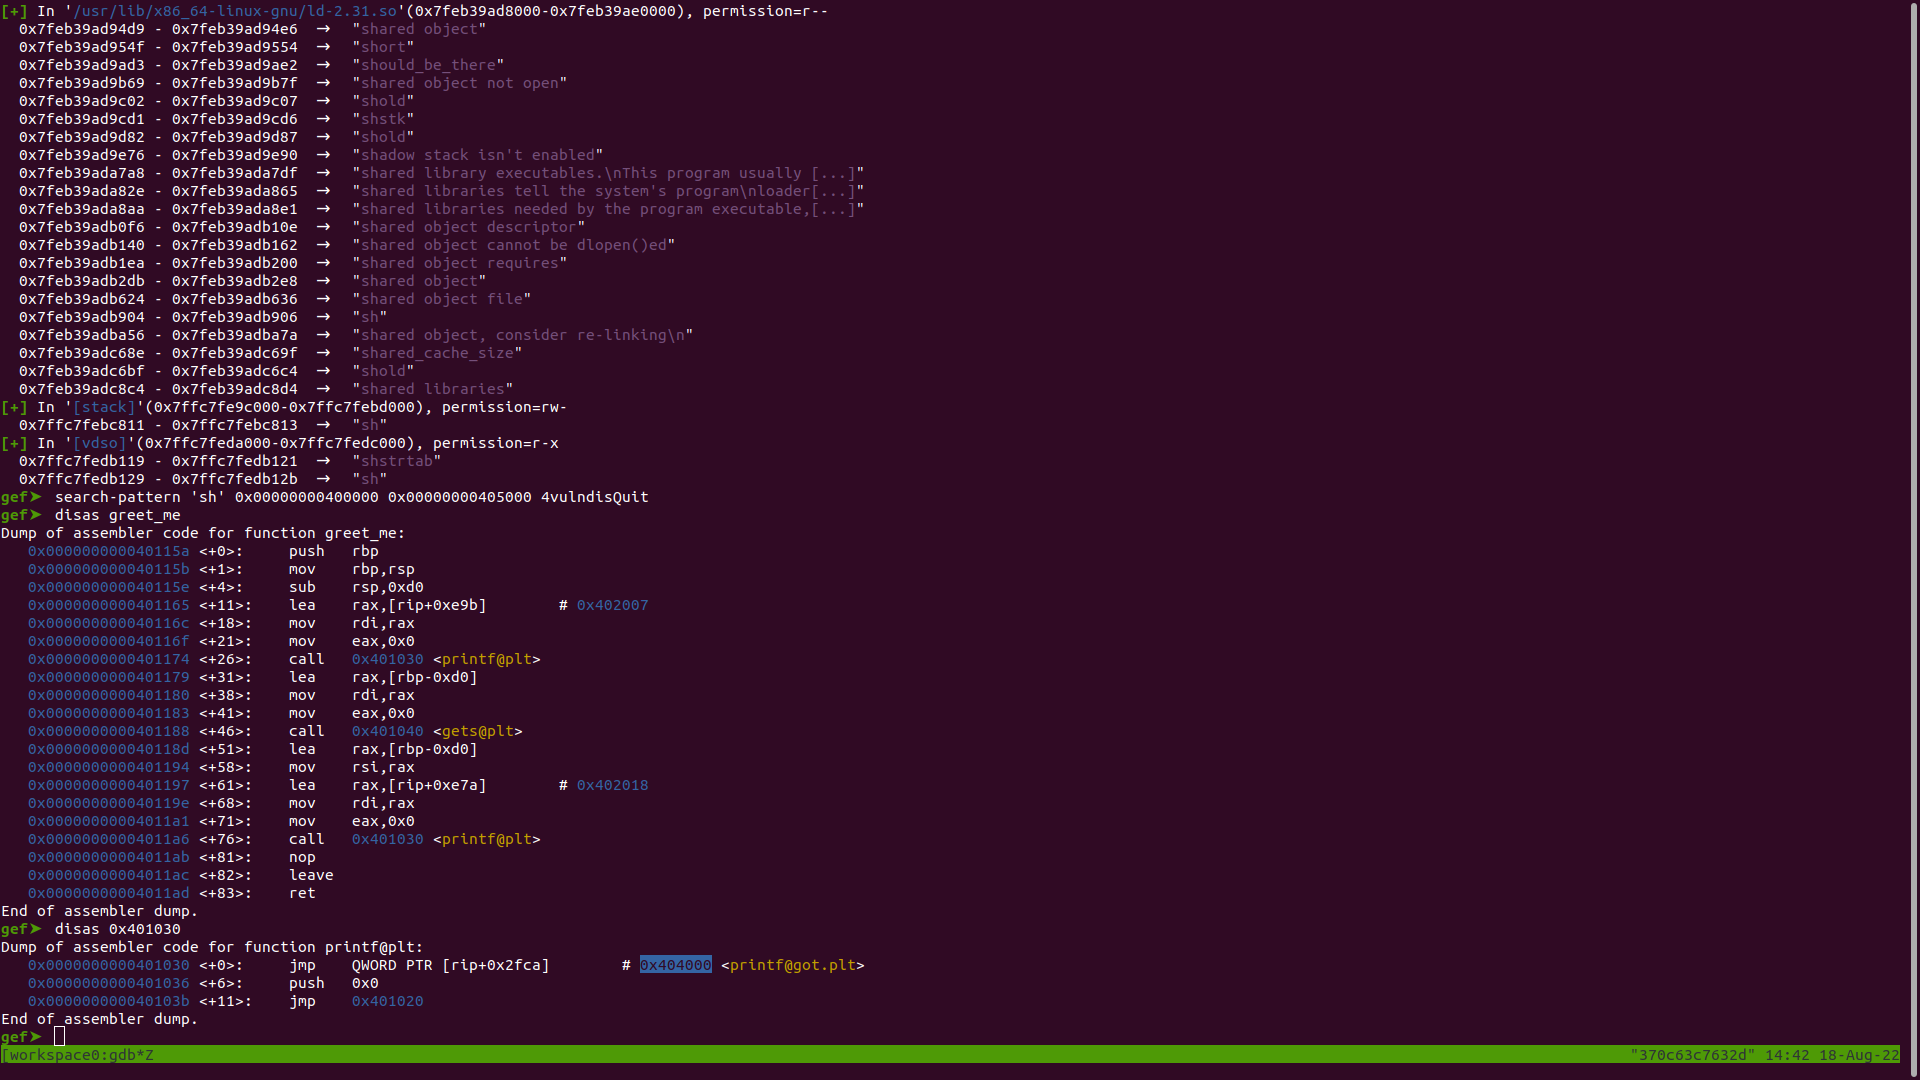 [+] In '/usr/lib/x86_64-linux-gnu/ld-2.31.so'(0x7feb39ad8000-0x7feb39ae0000), permission=r--
  0x7feb39ad94d9 - 0x7feb39ad94e6  →   "shared object"
  0x7feb39ad954f - 0x7feb39ad9554  →   "short"
  0x7feb39ad9ad3 - 0x7feb39ad9ae2  →   "should_be_there"
  0x7feb39ad9b69 - 0x7feb39ad9b7f  →   "shared object not open"
  0x7feb39ad9c02 - 0x7feb39ad9c07  →   "shold"
  0x7feb39ad9cd1 - 0x7feb39ad9cd6  →   "shstk"
  0x7feb39ad9d82 - 0x7feb39ad9d87  →   "shold"
  0x7feb39ad9e76 - 0x7feb39ad9e90  →   "shadow stack isn't enabled"
  0x7feb39ada7a8 - 0x7feb39ada7df  →   "shared library executables.\nThis program usually [...]"
  0x7feb39ada82e - 0x7feb39ada865  →   "shared libraries tell the system's program\nloader[...]"
  0x7feb39ada8aa - 0x7feb39ada8e1  →   "shared libraries needed by the program executable,[...]"
  0x7feb39adb0f6 - 0x7feb39adb10e  →   "shared object descriptor"
  0x7feb39adb140 - 0x7feb39adb162  →   "shared object cannot be dlopen()ed"
  0x7feb39adb1ea - 0x7feb39adb200  →   "shared object requires"
  0x7feb39adb2db - 0x7feb39adb2e8  →   "shared object"
  0x7feb39adb624 - 0x7feb39adb636  →   "shared object file"
  0x7feb39adb904 - 0x7feb39adb906  →   "sh"
  0x7feb39adba56 - 0x7feb39adba7a  →   "shared object, consider re-linking\n"
  0x7feb39adc68e - 0x7feb39adc69f  →   "shared_cache_size"
  0x7feb39adc6bf - 0x7feb39adc6c4  →   "shold"
  0x7feb39adc8c4 - 0x7feb39adc8d4  →   "shared libraries"
[+] In '[stack]'(0x7ffc7fe9c000-0x7ffc7febd000), permission=rw-
  0x7ffc7febc811 - 0x7ffc7febc813  →   "sh"
[+] In '[vdso]'(0x7ffc7feda000-0x7ffc7fedc000), permission=r-x
  0x7ffc7fedb119 - 0x7ffc7fedb121  →   "shstrtab"
  0x7ffc7fedb129 - 0x7ffc7fedb12b  →   "sh"
gef➤  search-pattern 'sh' 0x00000000400000 0x00000000405000 4vulndisQuit
gef➤  disas greet_me
Dump of assembler code for function greet_me:
   0x000000000040115a <+0>:     push   rbp
   0x000000000040115b <+1>:     mov    rbp,rsp
   0x000000000040115e <+4>:     sub    rsp,0xd0
   0x0000000000401165 <+11>:    lea    rax,[rip+0xe9b]        # 0x402007
   0x000000000040116c <+18>:    mov    rdi,rax
   0x000000000040116f <+21>:    mov    eax,0x0
   0x0000000000401174 <+26>:    call   0x401030 <printf@plt>
   0x0000000000401179 <+31>:    lea    rax,[rbp-0xd0]
   0x0000000000401180 <+38>:    mov    rdi,rax
   0x0000000000401183 <+41>:    mov    eax,0x0
   0x0000000000401188 <+46>:    call   0x401040 <gets@plt>
   0x000000000040118d <+51>:    lea    rax,[rbp-0xd0]
   0x0000000000401194 <+58>:    mov    rsi,rax
   0x0000000000401197 <+61>:    lea    rax,[rip+0xe7a]        # 0x402018
   0x000000000040119e <+68>:    mov    rdi,rax
   0x00000000004011a1 <+71>:    mov    eax,0x0
   0x00000000004011a6 <+76>:    call   0x401030 <printf@plt>
   0x00000000004011ab <+81>:    nop
   0x00000000004011ac <+82>:    leave
   0x00000000004011ad <+83>:    ret
End of assembler dump.
gef➤  disas 0x401030
Dump of assembler code for function printf@plt:
   0x0000000000401030 <+0>:     jmp    QWORD PTR [rip+0x2fca]        # 0x404000 <printf@got.plt>
   0x0000000000401036 <+6>:     push   0x0
   0x000000000040103b <+11>:    jmp    0x401020
End of assembler dump.
gef➤
[workspace0:gdb*Z "370c63c7632d" 14:42 18-Aug-22